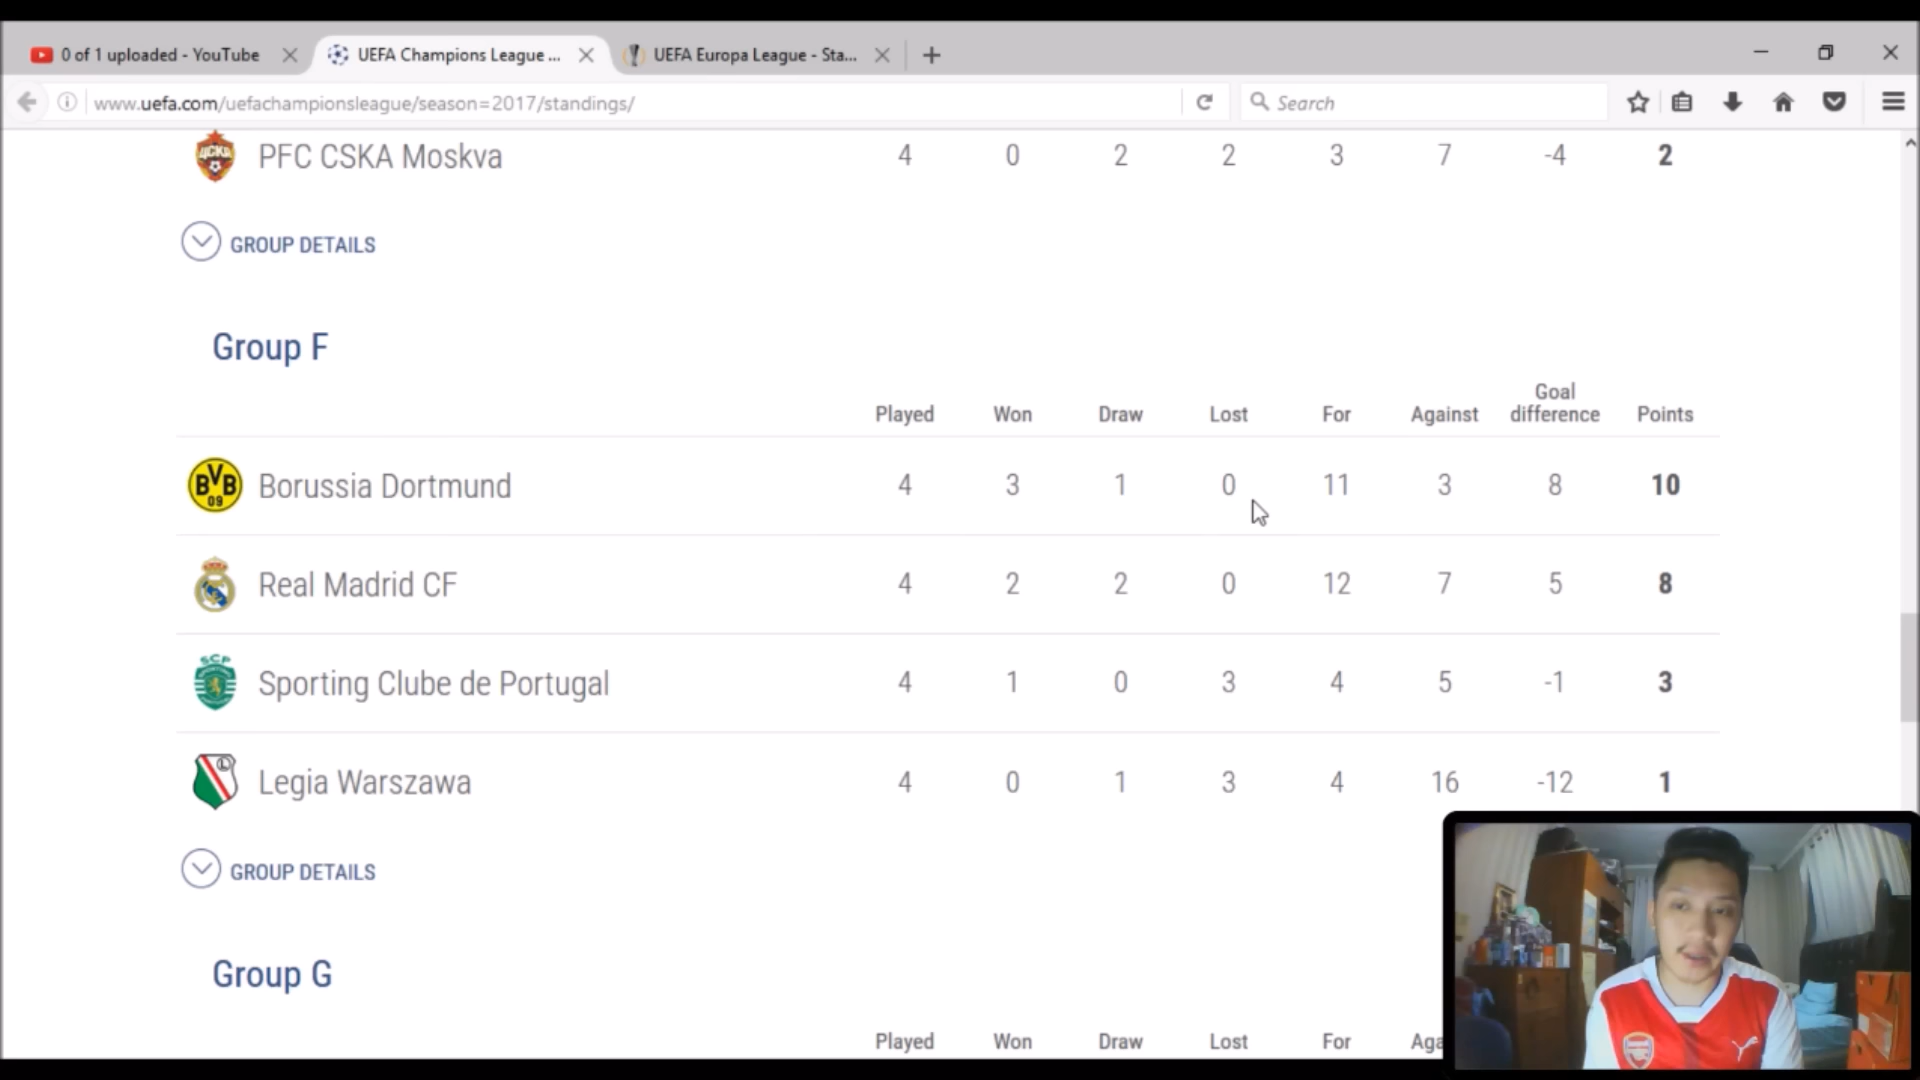 0 of 1 uploaded - YouTube
UEFA Champions League ...
UEFA Europa League - Sta...
www.uefa.com/uefachampionsleague/season=2017/standings/
Search
ЦСКА
PFC CSKA Moskva 4 0 2 2 3 7 -4 2
GROUP DETAILS
Group F
Played Won Draw Lost For Against Goal difference Points
BVB 09
Borussia Dortmund 4 3 1 0 11 3 8 10
Real Madrid CF 4 2 2 0 12 7 5 8
SCP
Sporting Clube de Portugal 4 1 0 3 4 5 -1 3
L
Legia Warszawa 4 0 1 3 4 16 -12 1
GROUP DETAILS
Group G
Played Won Draw Lost For Aga